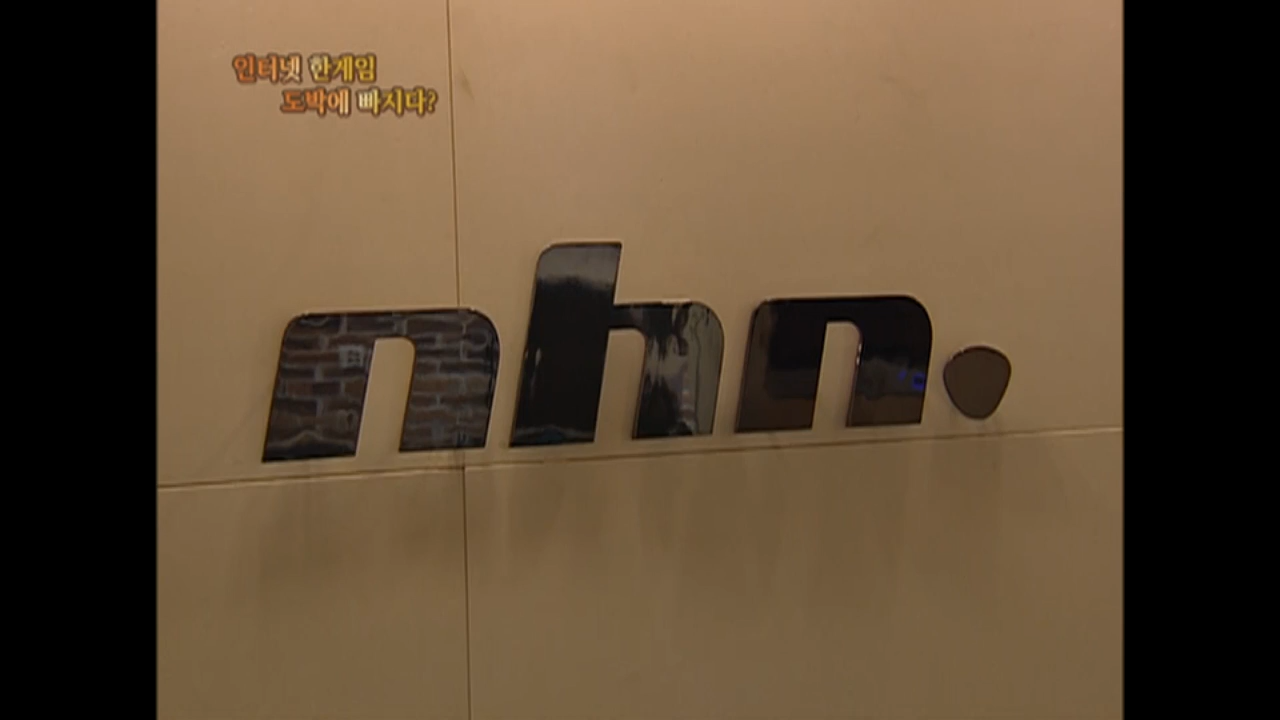 인터넷 한게임
도박에 빠지다?
nhn.